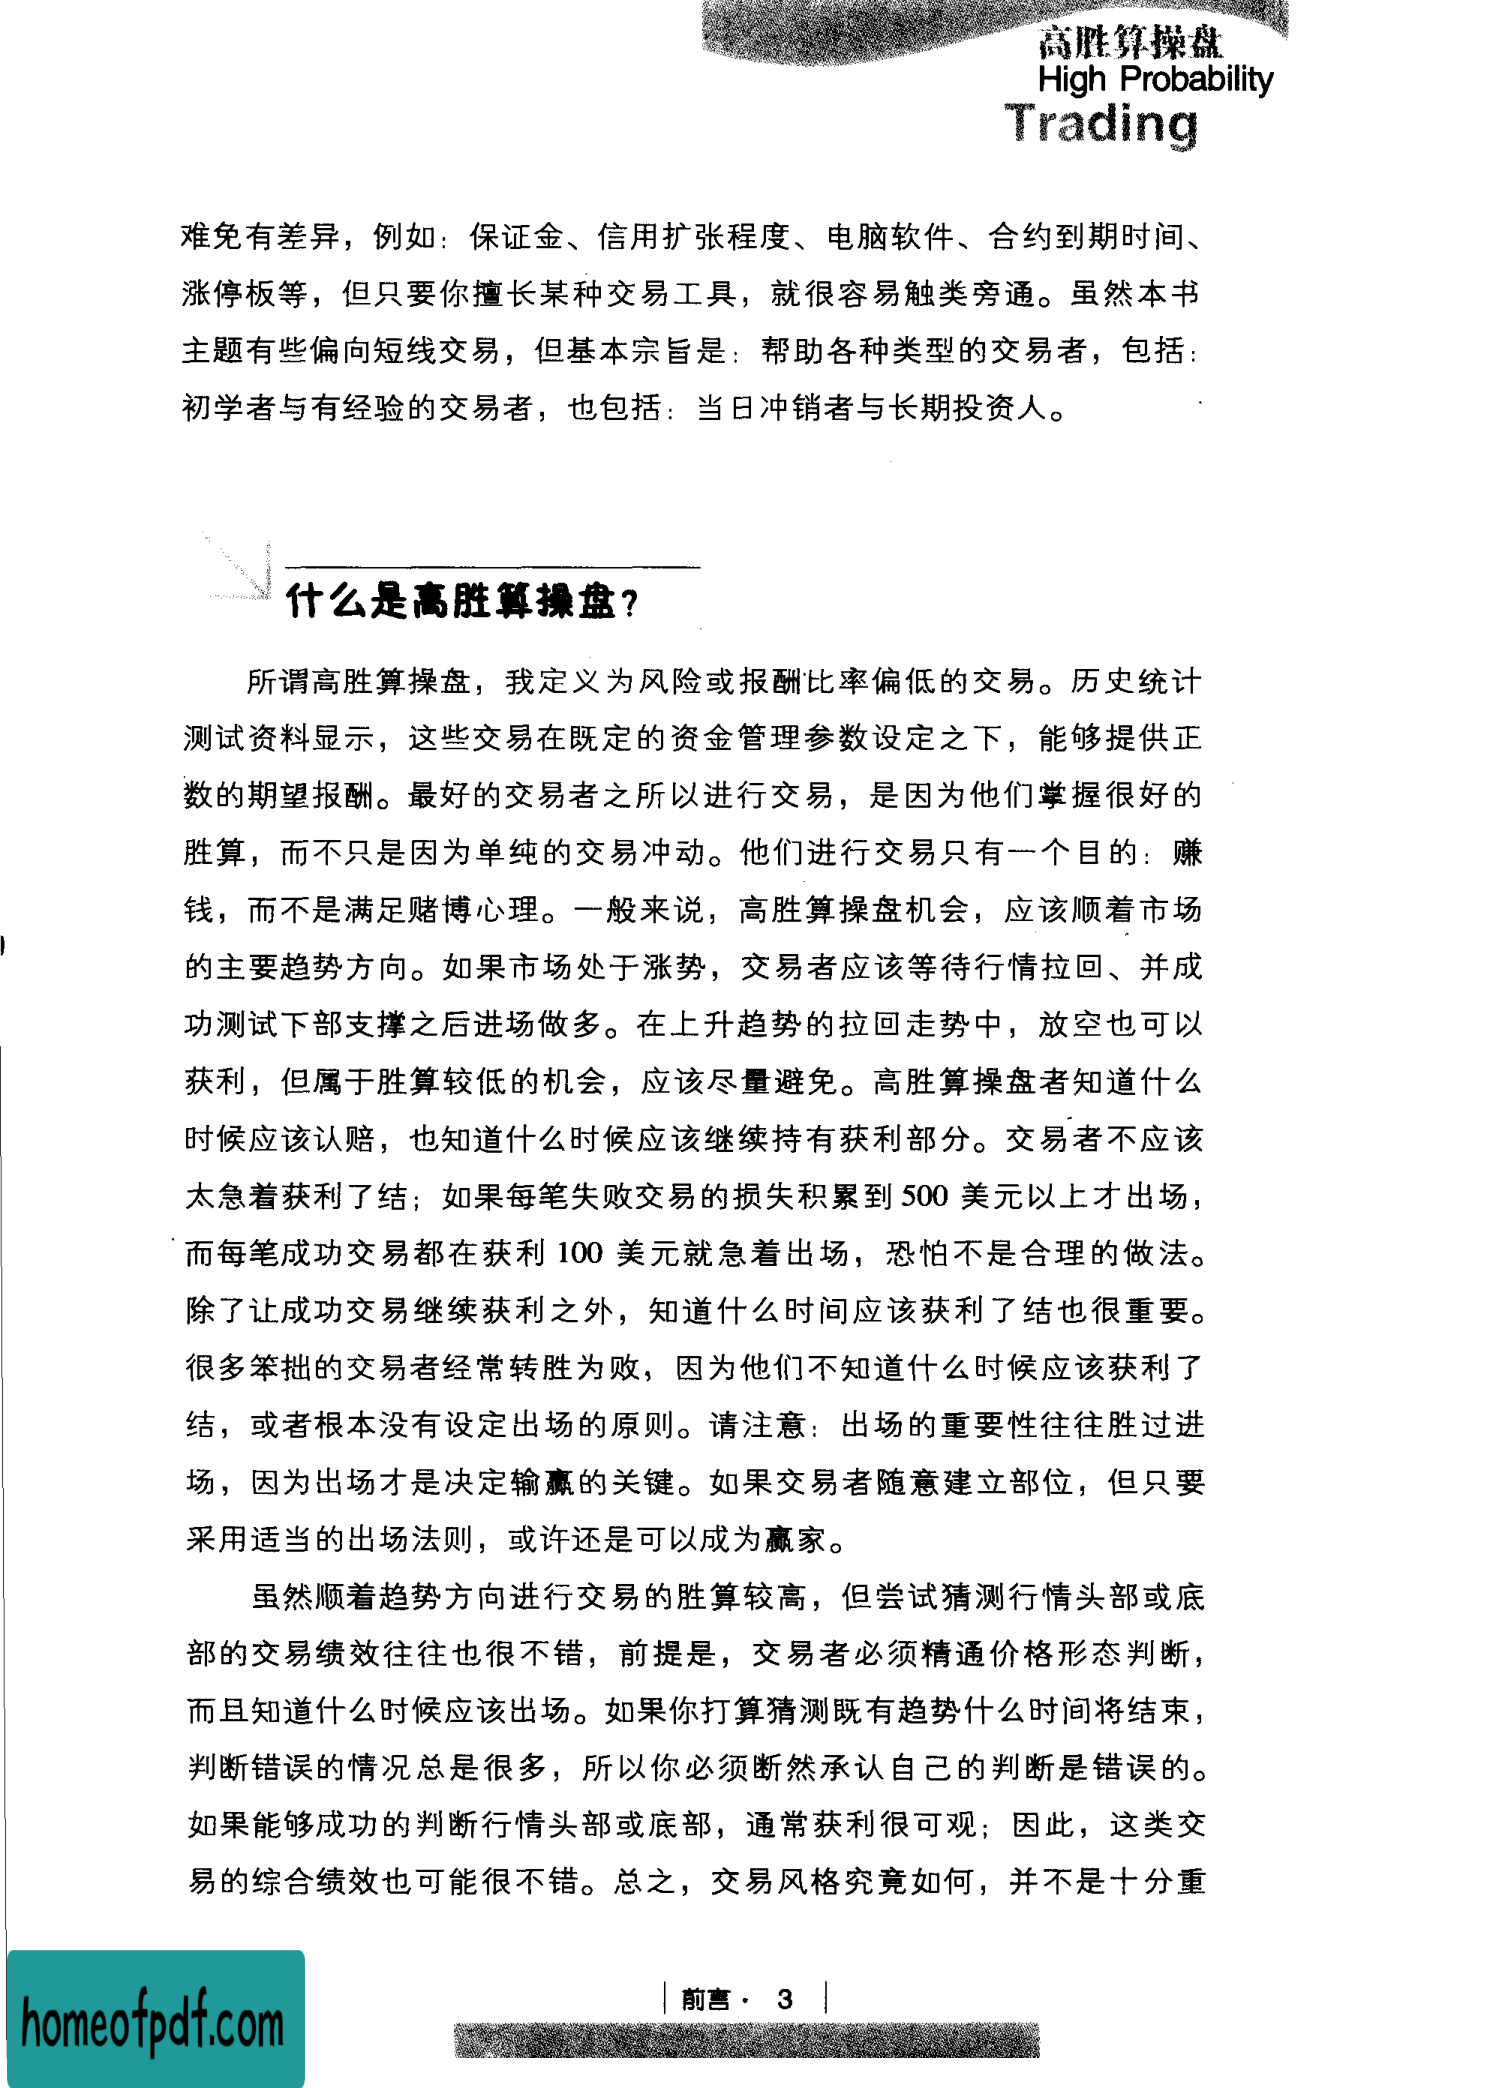 高胜算操盘
High Probability
Trading
难免有差异，例如：保证金、信用扩张程度、电脑软件、合约到期时间、
涨停板等，但只要你擅长某种交易工具，就很容易触类旁通。虽然本书
主题有些偏向短线交易，但基本宗旨是：帮助各种类型的交易者，包括：
初学者与有经验的交易者，也包括：当日冲销者与长期投资人。
什么是高胜算操盘？
所谓高胜算操盘，我定义为风险或报酬比率偏低的交易。历史统计
测试资料显示，这些交易在既定的资金管理参数设定之下，能够提供正
数的期望报酬。最好的交易者之所以进行交易，是因为他们掌握很好的
胜算，而不只是因为单纯的交易冲动。他们进行交易只有一个目的：赚
钱，而不是满足赌博心理。一般来说，高胜算操盘机会，应该顺着市场
的主要趋势方向。如果市场处于涨势，交易者应该等待行情拉回、并成
功测试下部支撑之后进场做多。在上升趋势的拉回走势中，放空也可以
获利，但属于胜算较低的机会，应该尽量避免。高胜算操盘者知道什么
时候应该认赔，也知道什么时候应该继续持有获利部分。交易者不应该
太急着获利了结；如果每笔失败交易的损失积累到 500 美元以上才出场，
而每笔成功交易都在获利 100 美元就急着出场，恐怕不是合理的做法。
除了让成功交易继续获利之外，知道什么时间应该获利了结也很重要。
很多笨拙的交易者经常转胜为败，因为他们不知道什么时候应该获利了
结，或者根本没有设定出场的原则。请注意：出场的重要性往往胜过进
场，因为出场才是决定输赢的关键。如果交易者随意建立部位，但只要
采用适当的出场法则，或许还是可以成为赢家。
虽然顺着趋势方向进行交易的胜算较高，但尝试猜测行情头部或底
部的交易绩效往往也很不错，前提是，交易者必须精通价格形态判断，
而且知道什么时候应该出场。如果你打算猜测既有趋势什么时间将结束，
判断错误的情况总是很多，所以你必须断然承认自己的判断是错误的。
如果能够成功的判断行情头部或底部，通常获利很可观；因此，这类交
易的综合绩效也可能很不错。总之，交易风格究竟如何，并不是十分重
前言· 3
homeofpdf.com